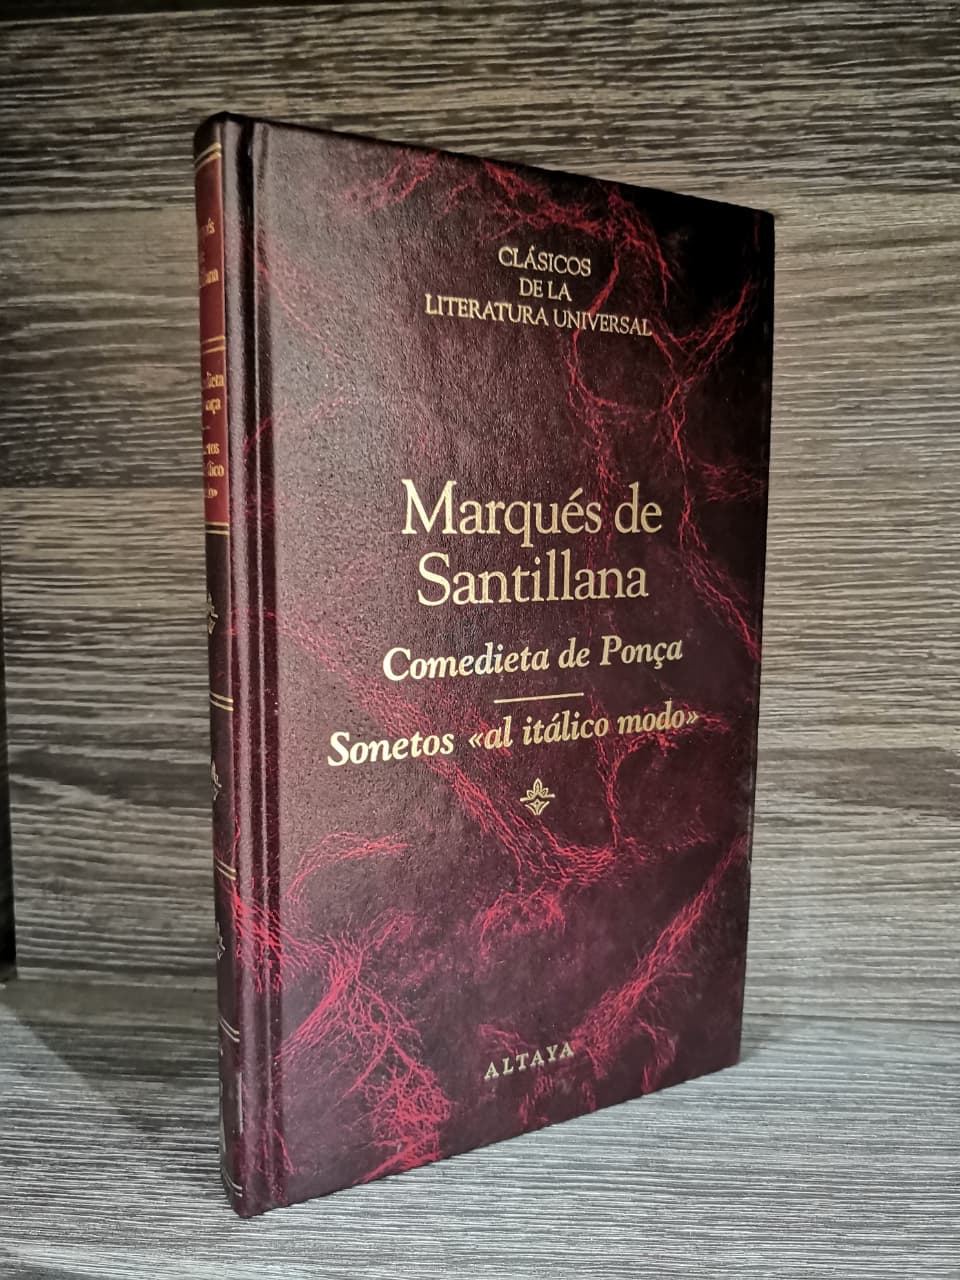 CLÁSICOS
DE LA
LITERATURA UNIVERSAL
Marqués de
Santillana
Comedieta de Ponça
Sonetos «al itálico modo»
ALTAYA